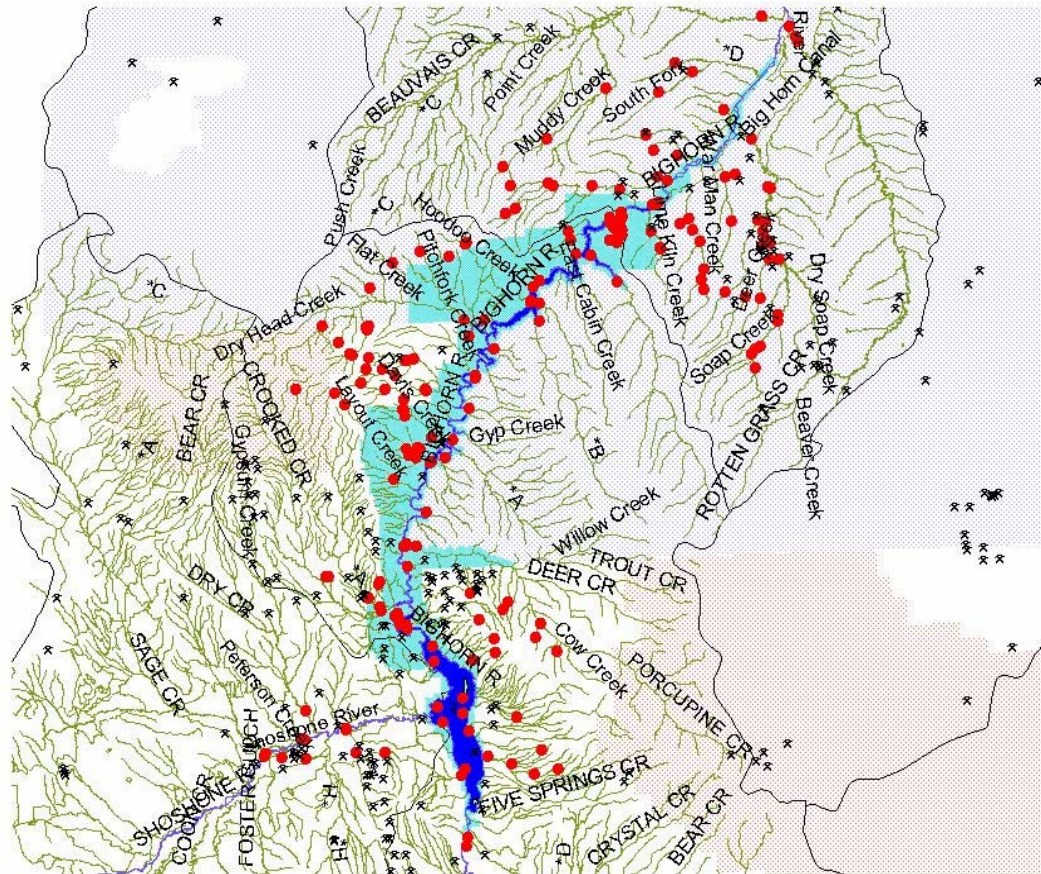 River
BEAUVAIS CR
Point Creek
*D
Big Horn Canal
*C
South Fork
Muddy Creek
BIGHORN R
Push Creek
*C
Hoodoo Creek
Lime Kiln Creek
Flat Creek
Pitchfork Creek
BIGHORN R
Dry Soap Creek
*C
Cabin Creek
Dry Head Creek
Soap Creek
Davis Creek
BIGHORN R
CROOKED CR
BEAR CR
Layout Creek
ROTTEN GRASS CR
Beaver Creek
Gyp Creek
*A
*B
Gypsum Creek
*A
Willow Creek
TROUT CR
DEER CR
DRY CR
*A
BIGHORN R
Cow Creek
SAGE CR
Peterson Cr
PORCUPINE CR
Shoshone River
FOSTER GULCH
SHOSHONE R
COON CR
FIVE SPRINGS CR
*H
*H
CRYSTAL CR
BEAR CR
*D